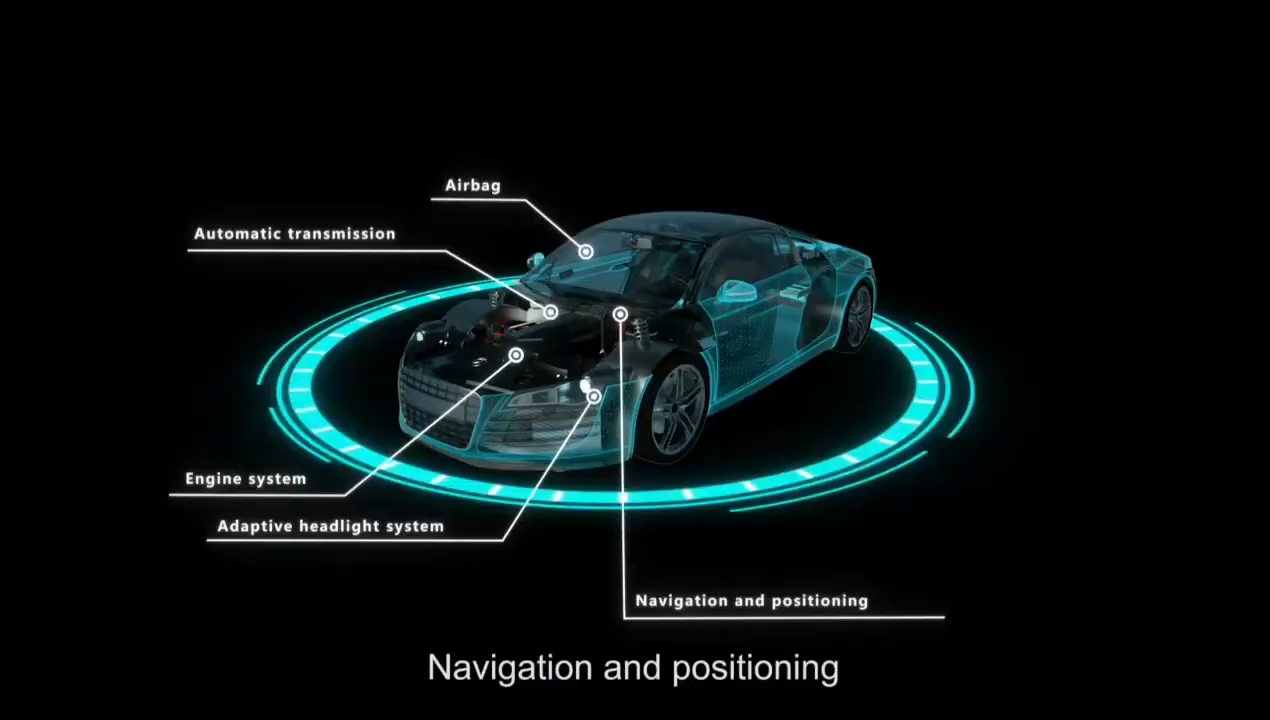 Airbag
Automatic transmission
Engine system
Adaptive headlight system
Navigation and positioning
Navigation and positioning